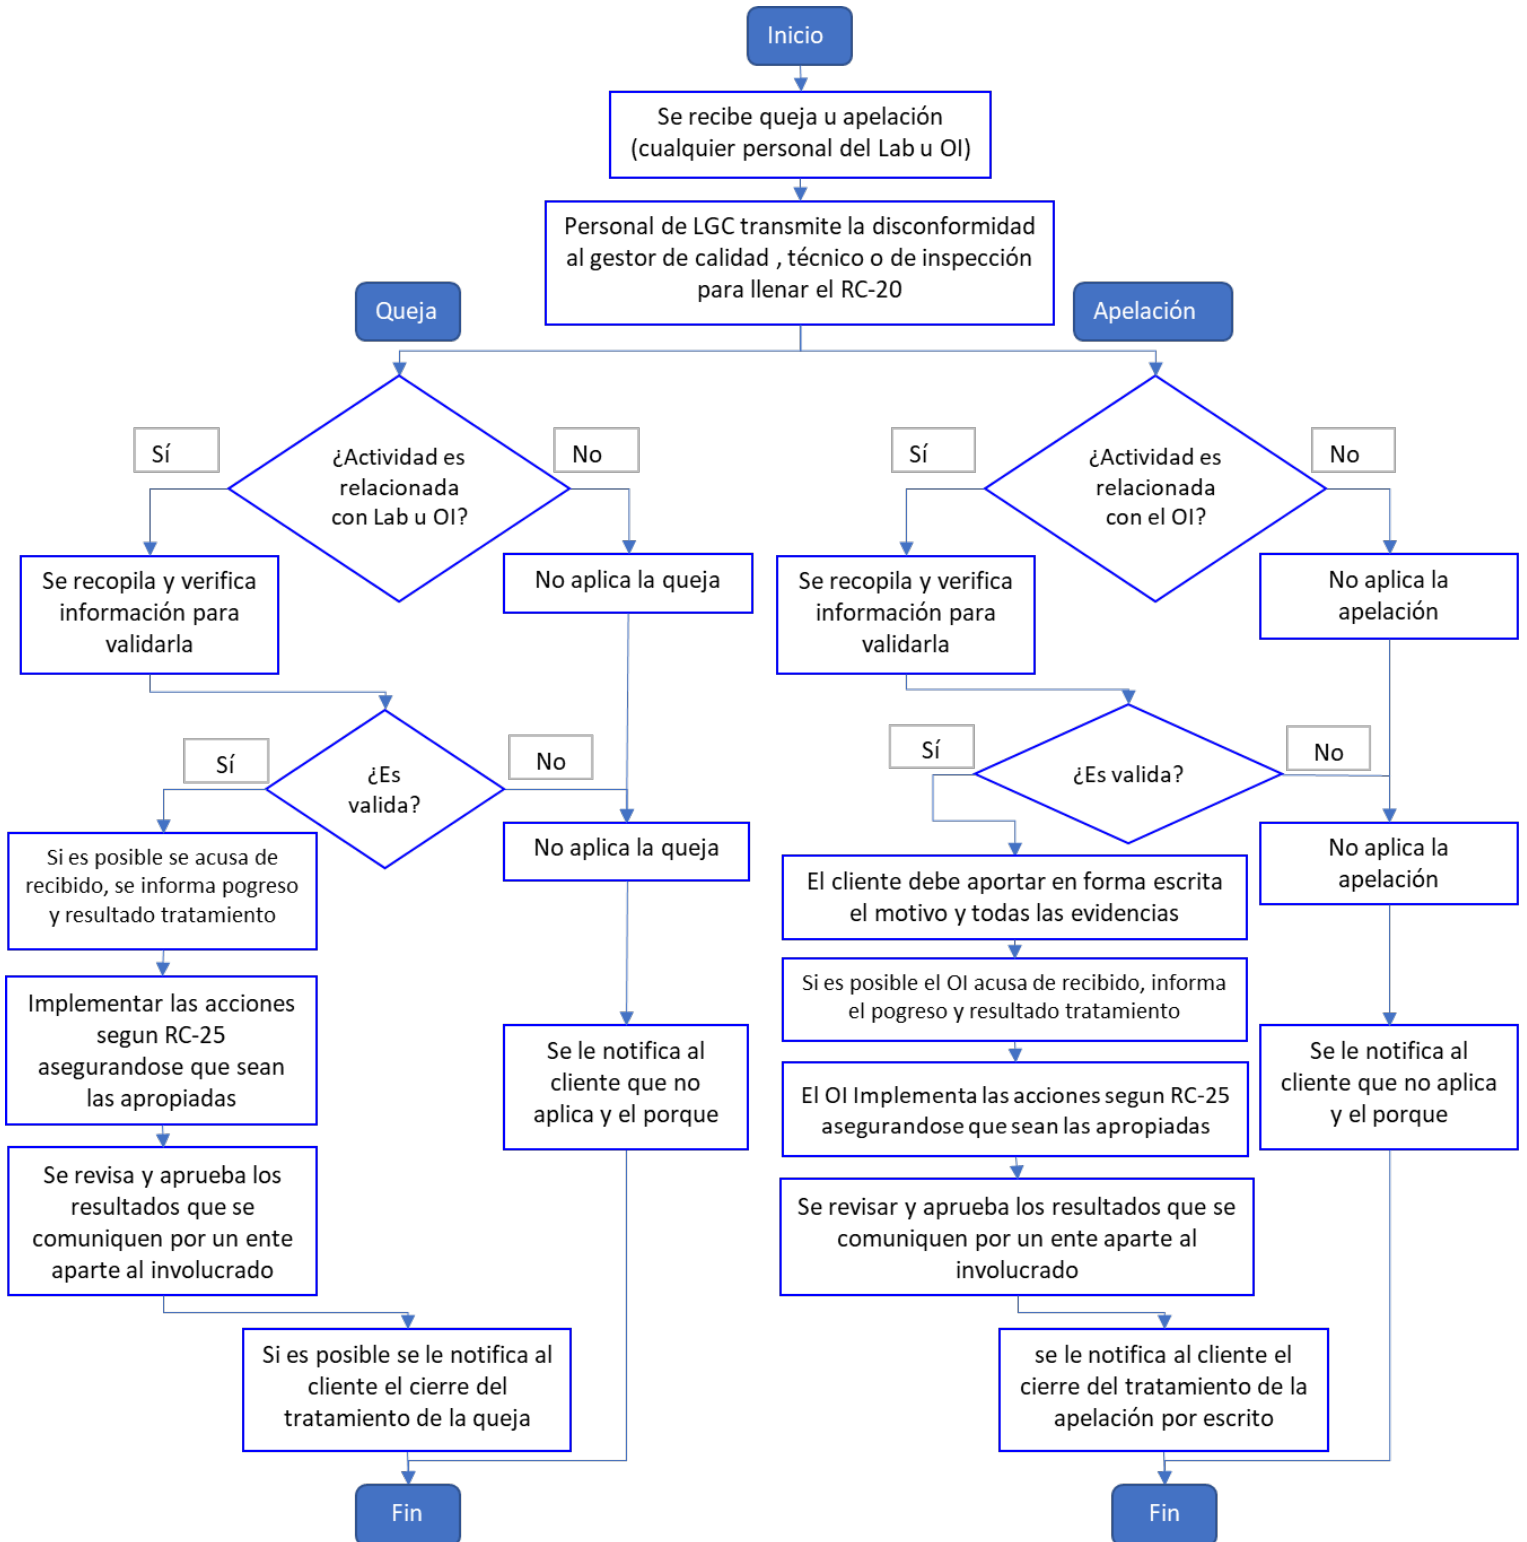 Inicio
Se recibe queja u apelación
(cualquier personal del Lab u OI)
Personal de LGC transmite la disconformidad
al gestor de calidad , técnico o de inspección
para llenar el RC-20
Queja
Apelación
Sí
¿Actividad es
relacionada
con Lab u OI?
No
Sí
¿Actividad es
relacionada
con el OI?
No
Se recopila y verifica
información para
validarla
No aplica la queja
Se recopila y verifica
información para
validarla
No aplica la
apelación
Sí
¿Es
valida?
No
Sí
¿Es valida?
No
Si es posible se acusa de
recibido, se informa pogreso
y resultado tratamiento
No aplica la queja
El cliente debe aportar en forma escrita
el motivo y todas las evidencias
No aplica la
apelación
Si es posible el OI acusa de recibido, informa
el pogreso y resultado tratamiento
Implementar las acciones
segun RC-25
asegurandose que sean
las apropiadas
Se le notifica al
cliente que no
aplica y el porque
El OI Implementa las acciones segun RC-25
asegurandose que sean las apropiadas
Se le notifica al
cliente que no aplica
y el porque
Se revisa y aprueba los
resultados que se
comuniquen por un ente
aparte al involucrado
Se revisar y aprueba los resultados que se
comuniquen por un ente aparte al
involucrado
Si es posible se le notifica al
cliente el cierre del
tratamiento de la queja
se le notifica al cliente el
cierre del tratamiento de la
apelación por escrito
Fin
Fin